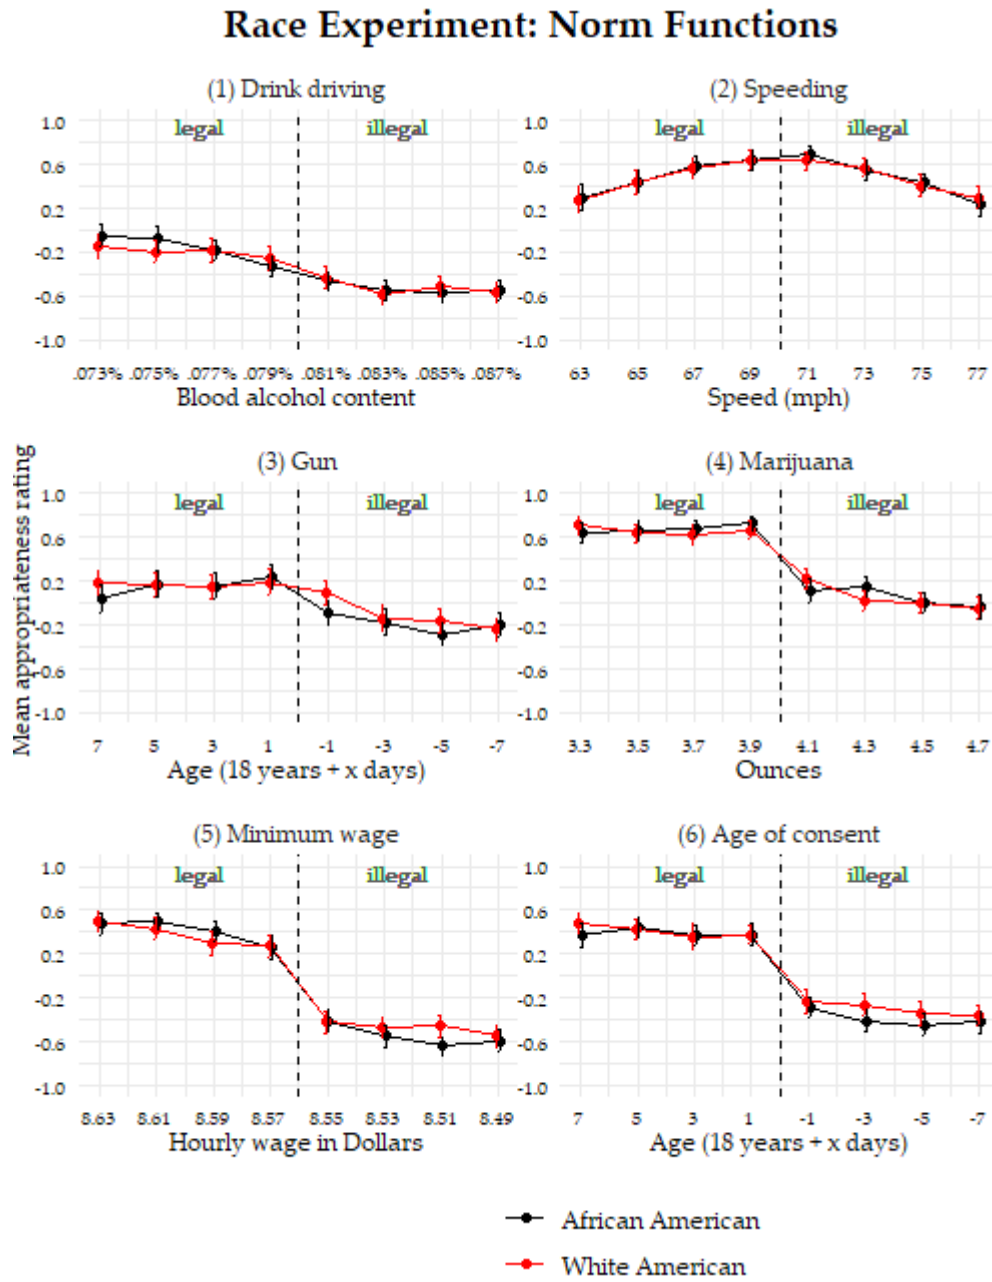 Race Experiment: Norm Functions
(1) Drink driving
(2) Speeding
1.0 legal illegal
0.6
0.2
-0.2
-0.6
-1.0
1.0 legal illegal
0.6
0.2
-0.2
-0.6
-1.0
.073% .075% .077% .079% .081% .083% .085% .087%
Blood alcohol content
63 65 67 69 71 73 75 77
Speed (mph)
Mean appropriateness rating
(3) Gun
(4) Marijuana
1.0 legal illegal
0.6
0.2
-0.2
-0.6
-1.0
1.0 legal illegal
0.6
0.2
-0.2
-0.6
-1.0
7 5 3 1 -1 -3 -5 -7
Age (18 years + x days)
3.3 3.5 3.7 3.9 4.1 4.3 4.5 4.7
Ounces
(5) Minimum wage
(6) Age of consent
1.0 legal illegal
0.6
0.2
-0.2
-0.6
-1.0
1.0 legal illegal
0.6
0.2
-0.2
-0.6
-1.0
8.63 8.61 8.59 8.57 8.55 8.53 8.51 8.49
Hourly wage in Dollars
7 5 3 1 -1 -3 -5 -7
Age (18 years + x days)
African American
White American